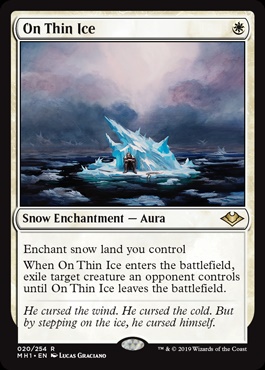 On Thin Ice
Snow Enchantment — Aura
Enchant snow land you control
When On Thin Ice enters the battlefield,
exile target creature an opponent controls
until On Thin Ice leaves the battlefield.
He cursed the wind. He cursed the cold. But
by stepping on the ice, he cursed himself.
020/254 R
MH1 • EN LUCAS GRACIANO
™ & © 2019 Wizards of the Coast